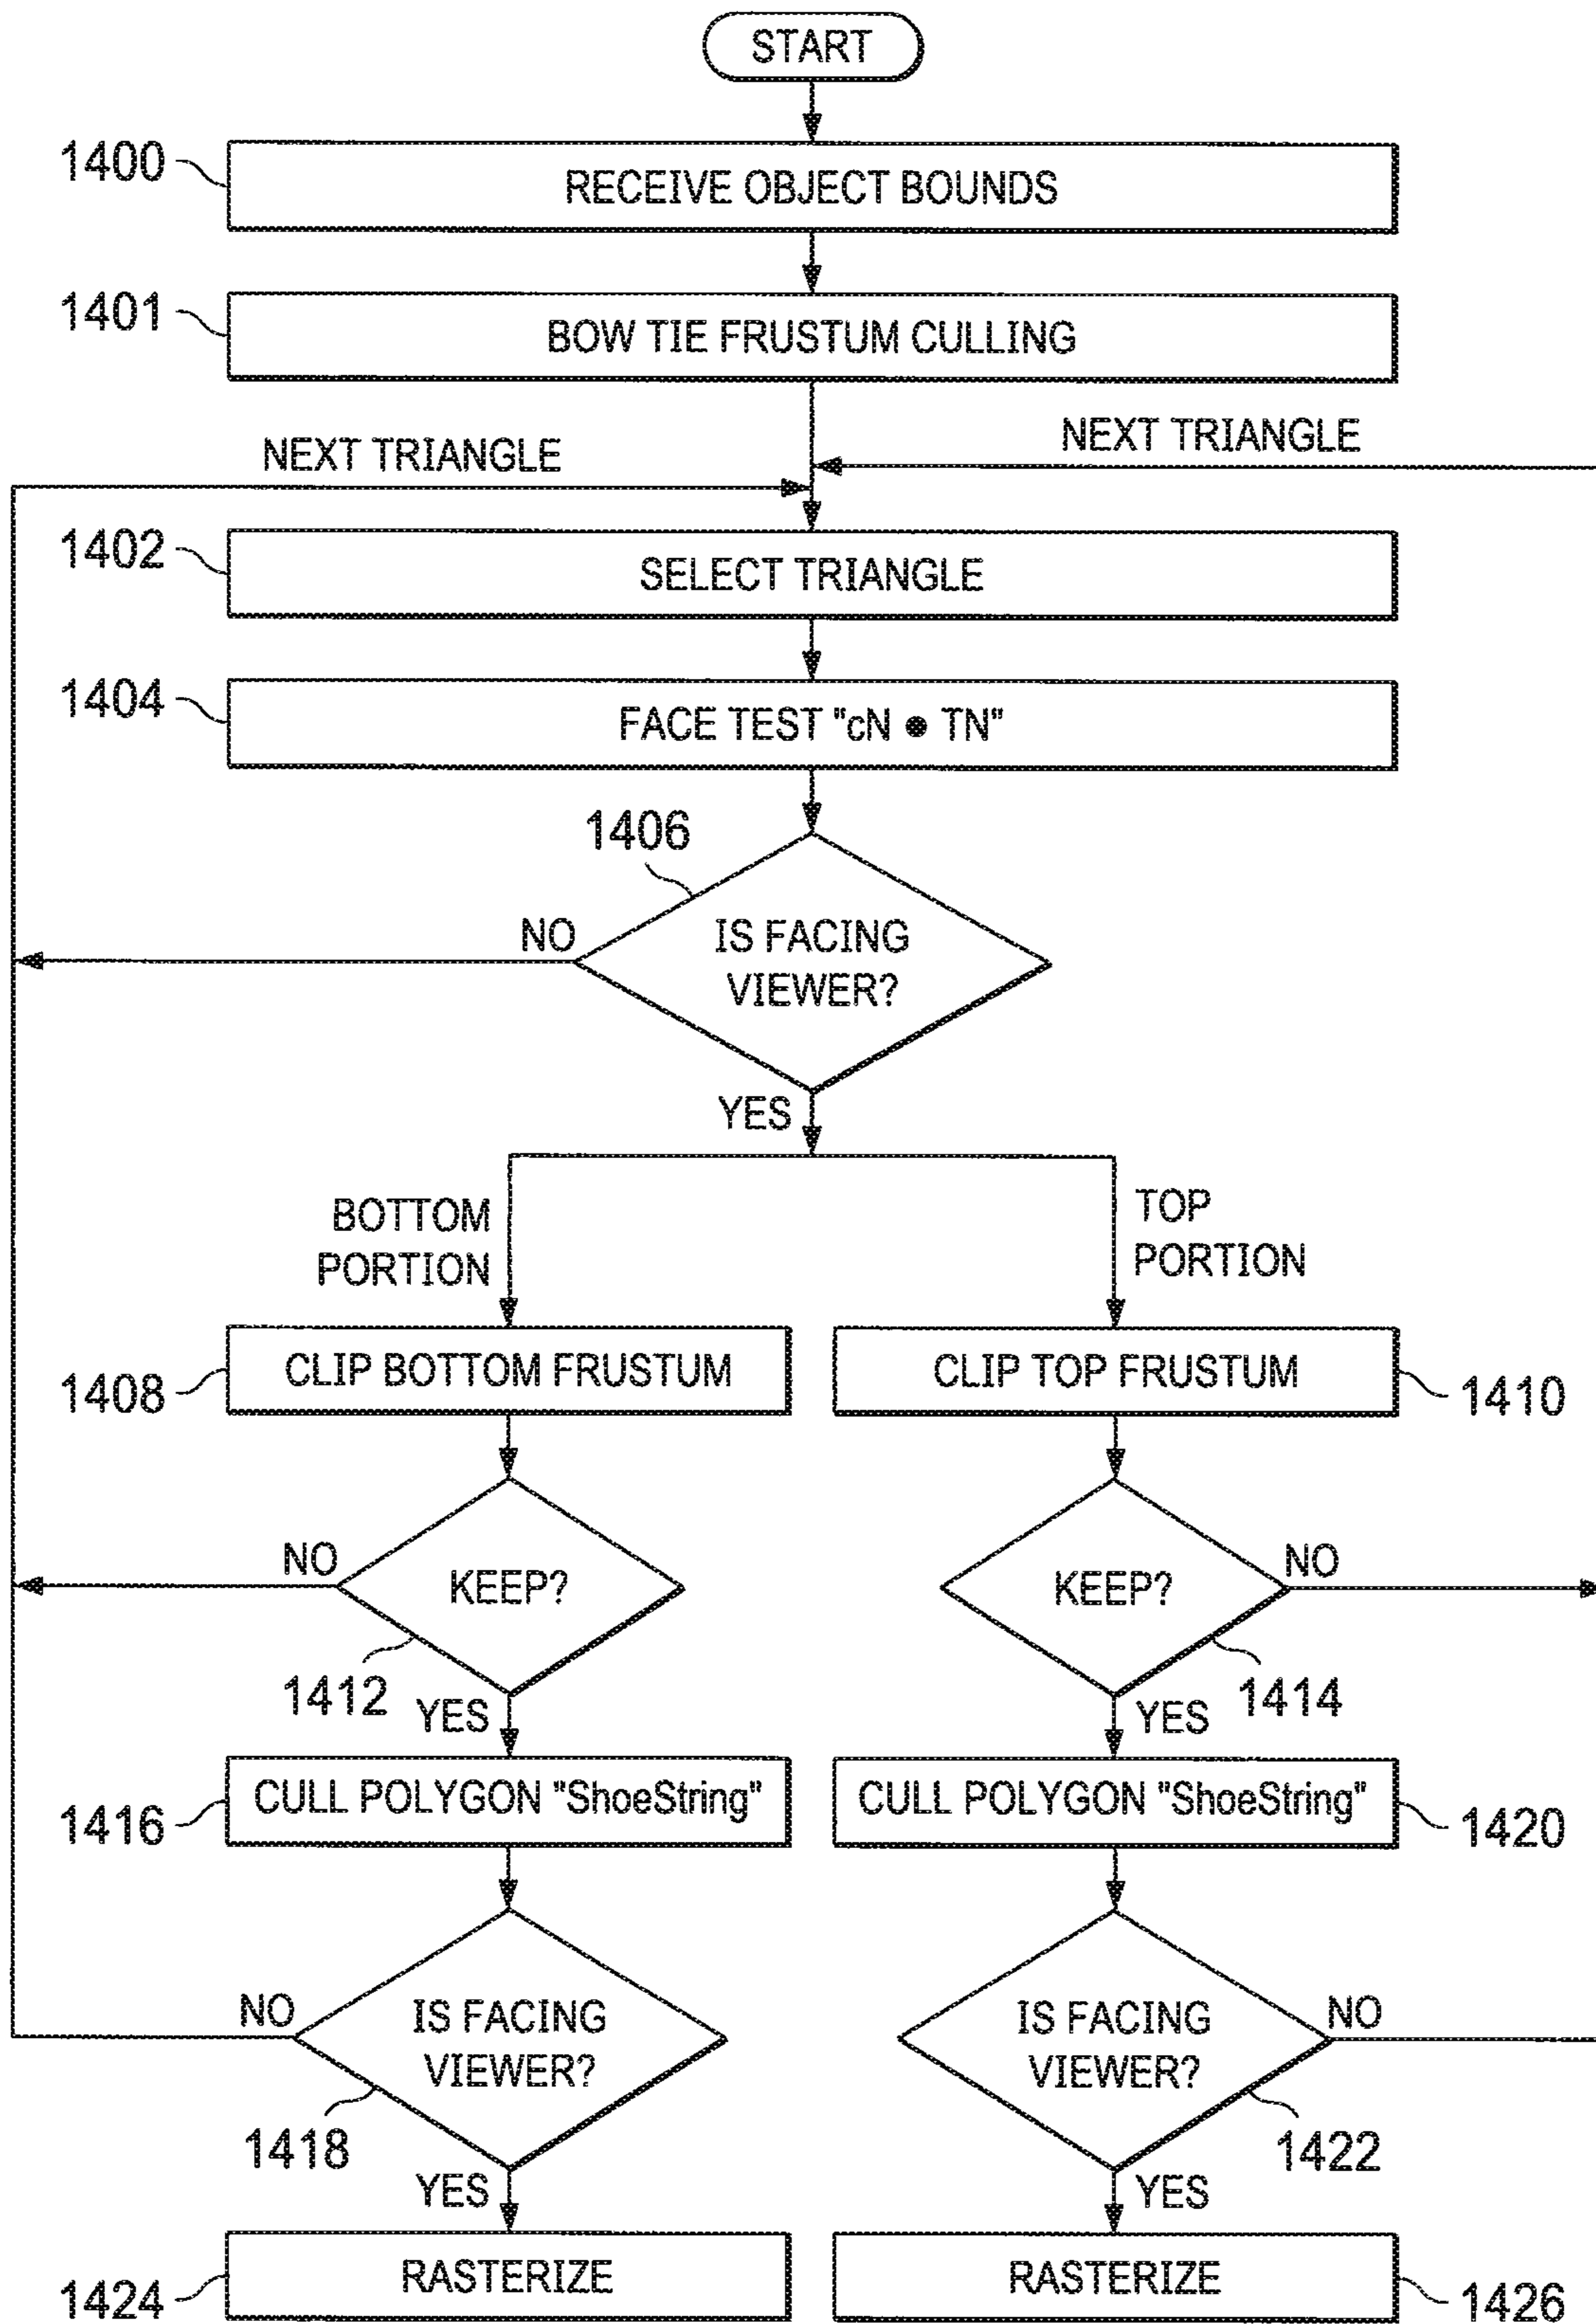 START
1400
RECEIVE OBJECT BOUNDS
1401
BOW TIE FRUSTUM CULLING
NEXT TRIANGLE
NEXT TRIANGLE
1402
SELECT TRIANGLE
1404
FACE TEST "cN ● TN"
1406
NO
IS FACING
VIEWER?
YES
BOTTOM
PORTION
TOP
PORTION
1408
CLIP BOTTOM FRUSTUM
CLIP TOP FRUSTUM
1410
NO
KEEP?
KEEP?
NO
1412
YES
YES
1414
1416
CULL POLYGON "ShoeString"
CULL POLYGON "ShoeString"
1420
NO
IS FACING
VIEWER?
IS FACING
VIEWER?
NO
1418
YES
YES
1422
1424
RASTERIZE
RASTERIZE
1426